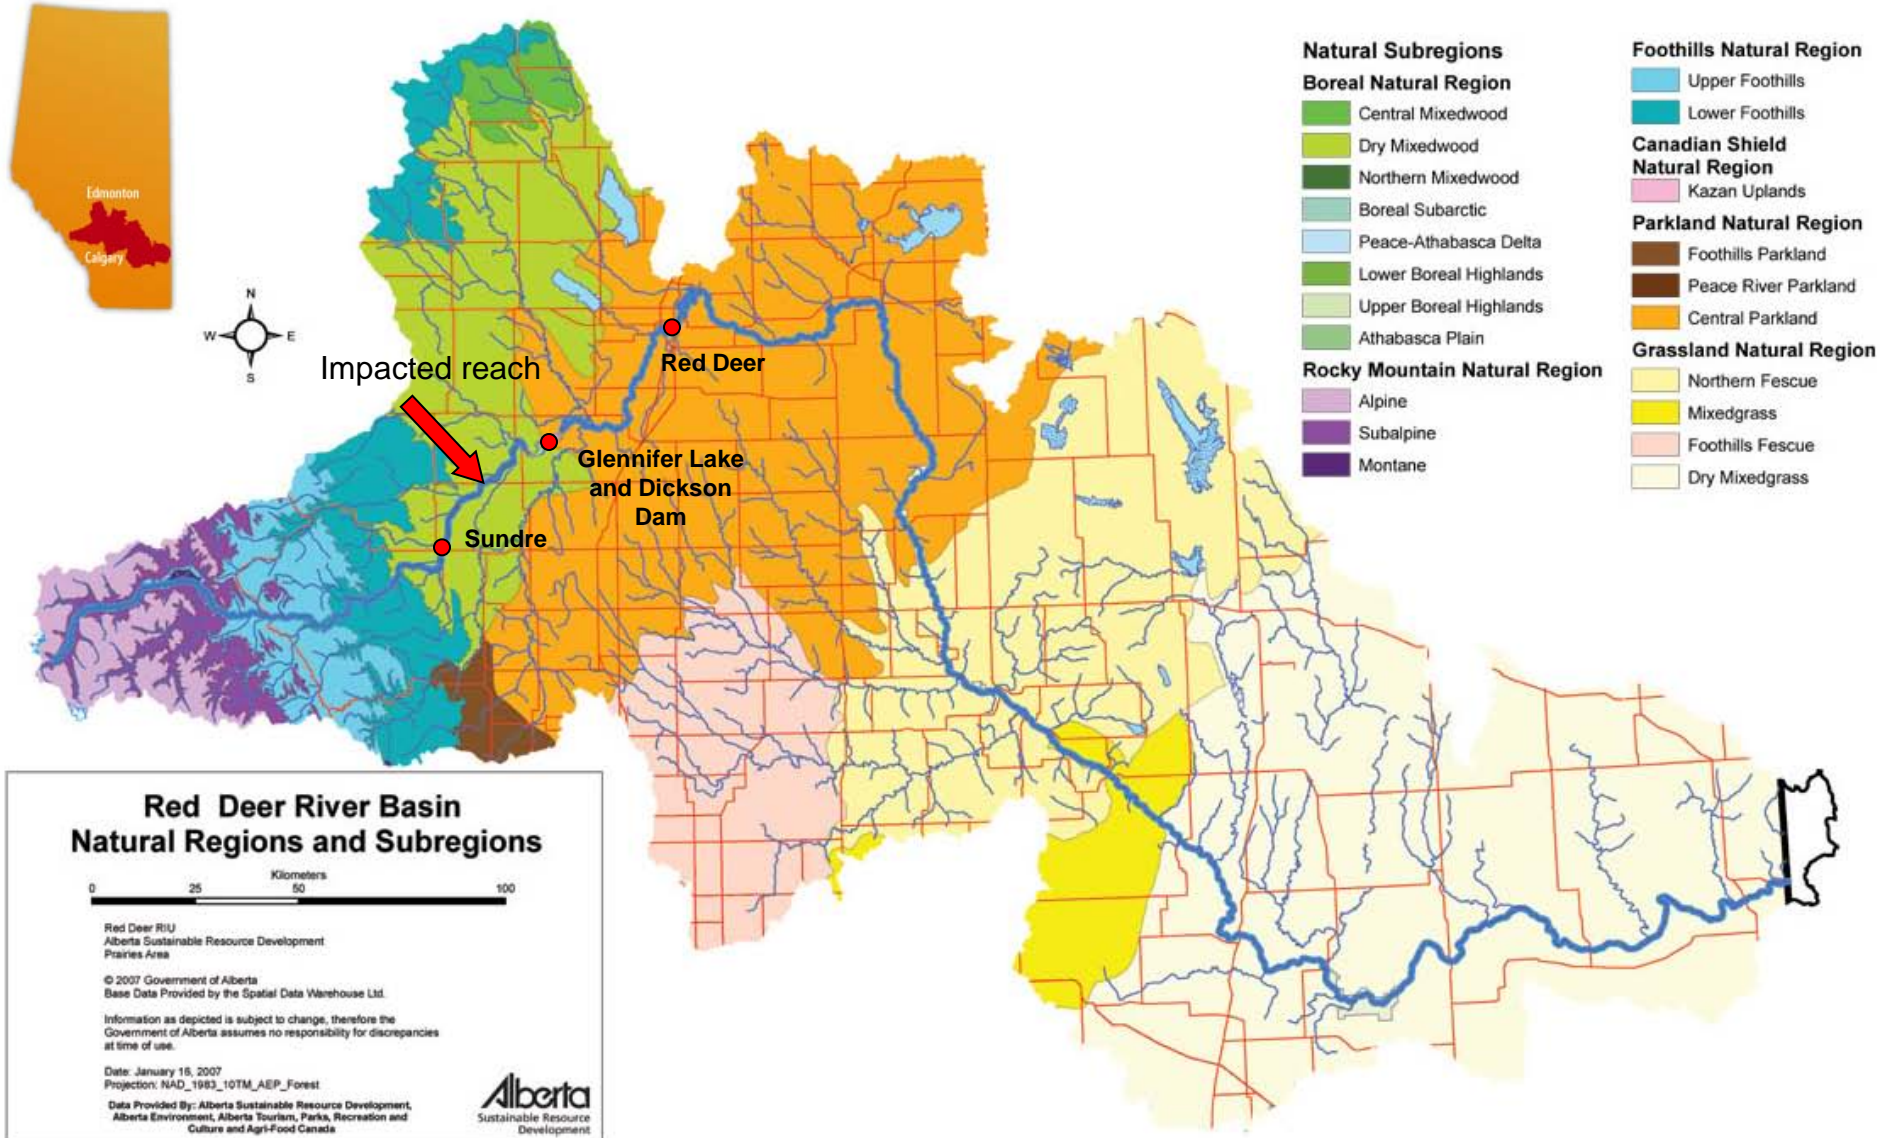 Edmonton
Calgary
N
W
E
S
Impacted reach
Red Deer
Glennifer Lake
and Dickson
Dam
Sundre
Natural Subregions
Boreal Natural Region
Central Mixedwood
Dry Mixedwood
Northern Mixedwood
Boreal Subarctic
Peace-Athabasca Delta
Lower Boreal Highlands
Upper Boreal Highlands
Athabasca Plain
Rocky Mountain Natural Region
Alpine
Subalpine
Montane
Foothills Natural Region
Upper Foothills
Lower Foothills
Canadian Shield
Natural Region
Kazan Uplands
Parkland Natural Region
Foothills Parkland
Peace River Parkland
Central Parkland
Grassland Natural Region
Northern Fescue
Mixedgrass
Foothills Fescue
Dry Mixedgrass
Red Deer River Basin
Natural Regions and Subregions
Kilometers
0 25 50 100
Red Deer RIU
Alberta Sustainable Resource Development
Prairies Area
© 2007 Government of Alberta
Base Data Provided by the Spatial Data Warehouse Ltd.
Information as depicted is subject to change, therefore the
Government of Alberta assumes no responsibility for discrepancies
at time of use.
Date: January 16, 2007
Projection: NAD_1983_10TM_AEP_Forest
Data Provided By: Alberta Sustainable Resource Development,
Alberta Environment, Alberta Tourism, Parks, Recreation and
Culture and Agri-Food Canada
Alberta
Sustainable Resource
Development